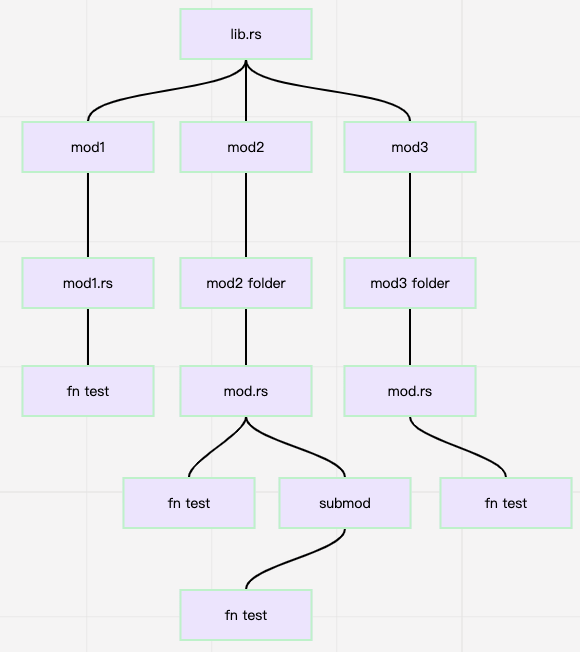 lib.rs
mod1
mod2
mod3
mod1.rs
mod2 folder
mod3 folder
fn test
mod.rs
mod.rs
fn test
submod
fn test
fn test